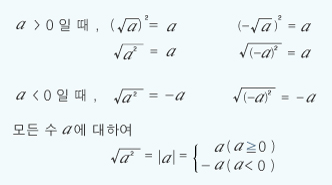 a > 0 일 때 , (√a)² = a (-√a)² = a
√a² = a √(-a)² = a
a < 0 일 때 , √a² = -a √(-a)² = -a
모든 수 a에 대하여
√a² = |a| = { a ( a ≧ 0 )
- a ( a < 0 )